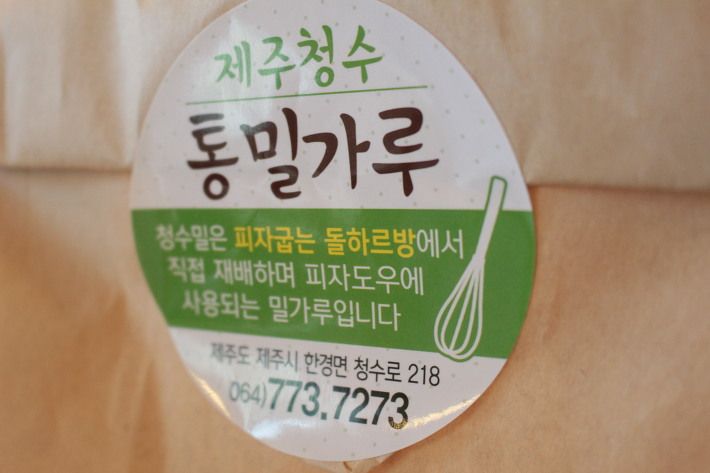 제주청수
통밀가루
청수밀은 피자굽는 돌하르방에서
직접 재배하며 피자도우에
사용되는 밀가루입니다
제주도 제주시 한경면 청수로 218
064)773.7273